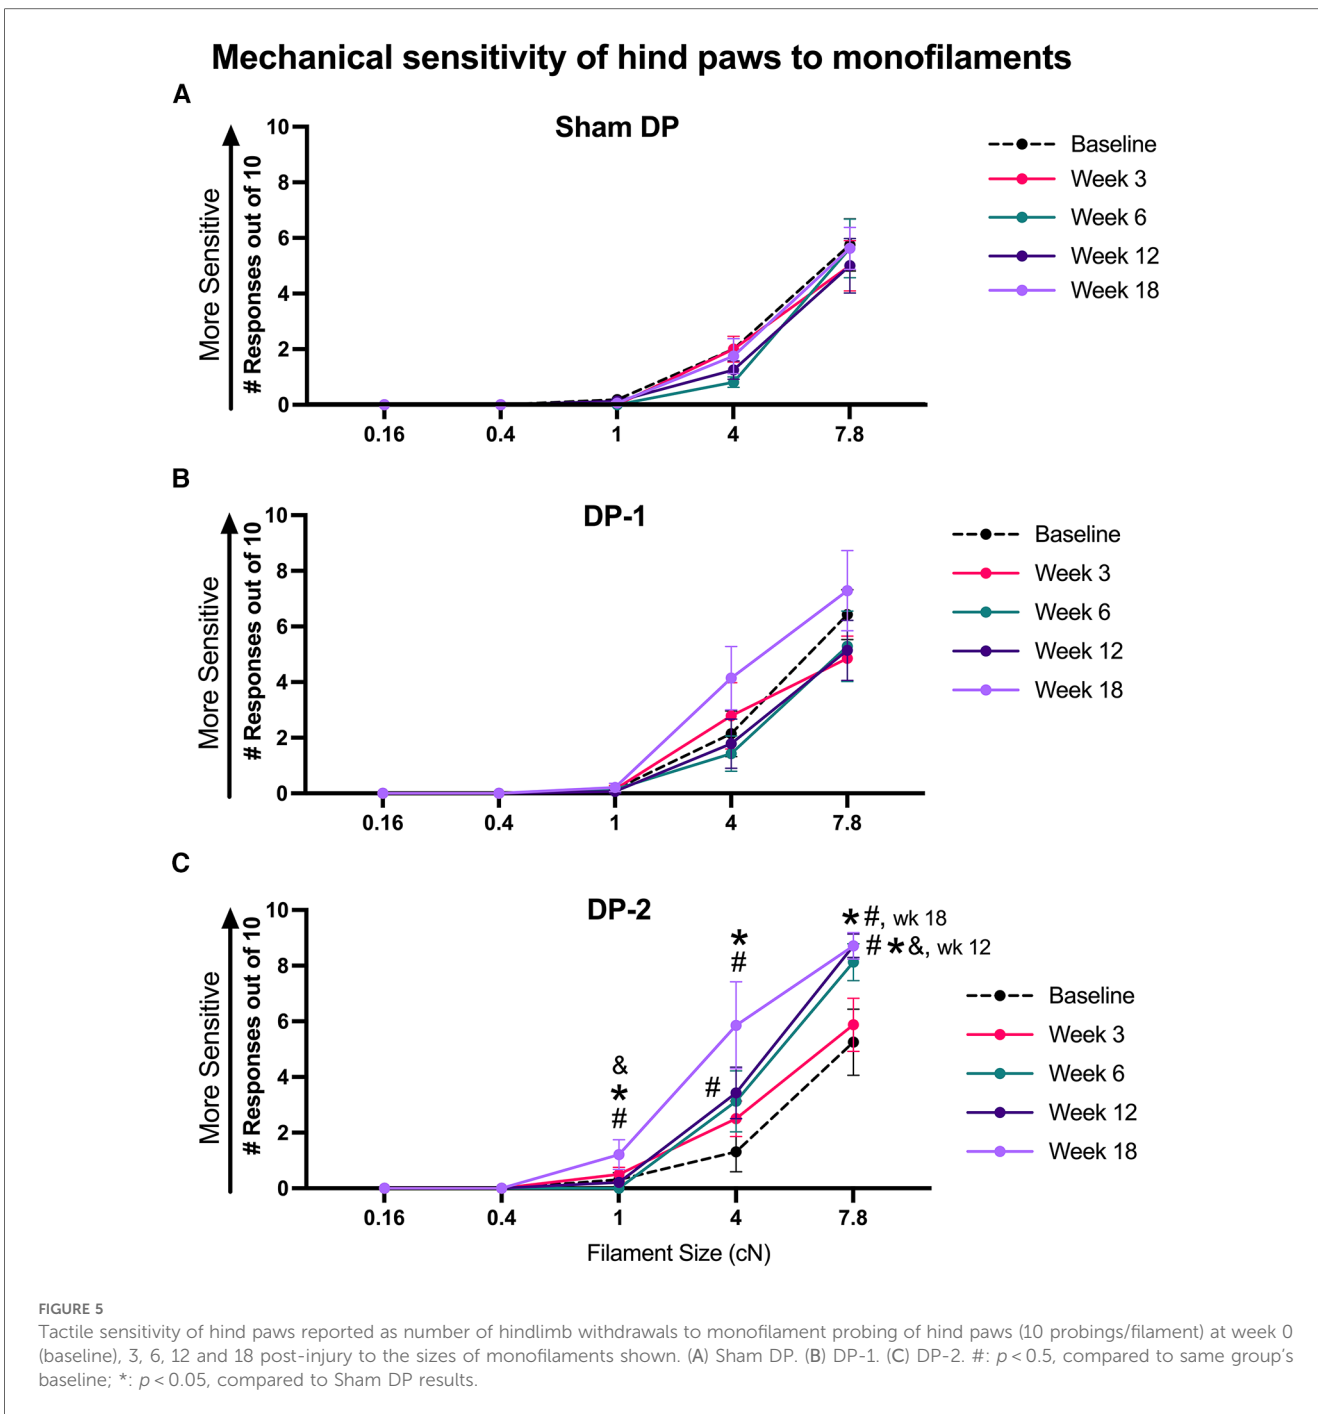 Mechanical sensitivity of hind paws to monofilaments
A
Sham DP
More Sensitive
# Responses out of 10
10
8
6
4
2
0
0.16 0.4 1 4 7.8
Baseline
Week 3
Week 6
Week 12
Week 18
B
DP-1
More Sensitive
# Responses out of 10
10
8
6
4
2
0
0.16 0.4 1 4 7.8
Baseline
Week 3
Week 6
Week 12
Week 18
C
DP-2
More Sensitive
# Responses out of 10
10
8
6
4
2
0
&
*
#
*
#
#
*#, wk 18
#*&, wk 12
0.16 0.4 1 4 7.8
Filament Size (cN)
Baseline
Week 3
Week 6
Week 12
Week 18
FIGURE 5
Tactile sensitivity of hind paws reported as number of hindlimb withdrawals to monofilament probing of hind paws (10 probings/filament) at week 0
(baseline), 3, 6, 12 and 18 post-injury to the sizes of monofilaments shown. (A) Sham DP. (B) DP-1. (C) DP-2. #: p < 0.5, compared to same group's
baseline; *: p < 0.05, compared to Sham DP results.